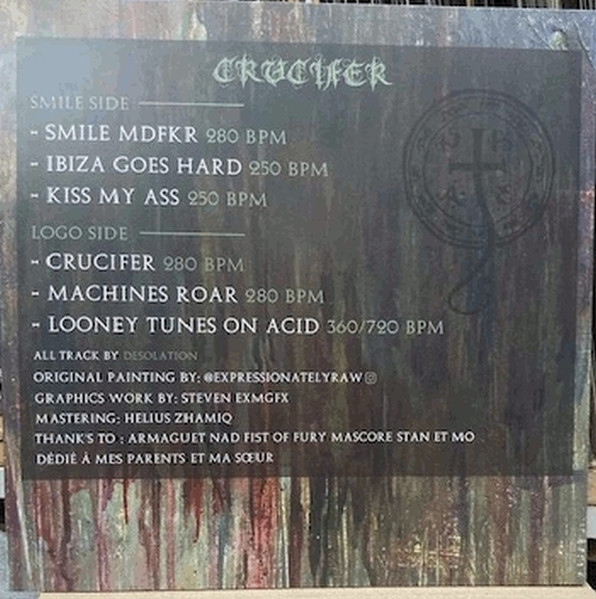 CRUCIFER
SMILE SIDE
- SMILE MDFKR 280 BPM
- IBIZA GOES HARD 250 BPM
- KISS MY ASS 250 BPM
LOGO SIDE
- CRUCIFER 280 BPM
- MACHINES ROAR 280 BPM
- LOONEY TUNES ON ACID 360/720 BPM
ALL TRACK BY DESOLATION
ORIGINAL PAINTING BY: @EXPRESSIONATELYRAW
GRAPHICS WORK BY: STEVEN EXMGFX
MASTERING: HELIUS ZHAMIQ
THANK'S TO : ARMAGUET NAD FIST OF FURY MASCORE STAN ET MO
DÉDIÉ À MES PARENTS ET MA SŒUR